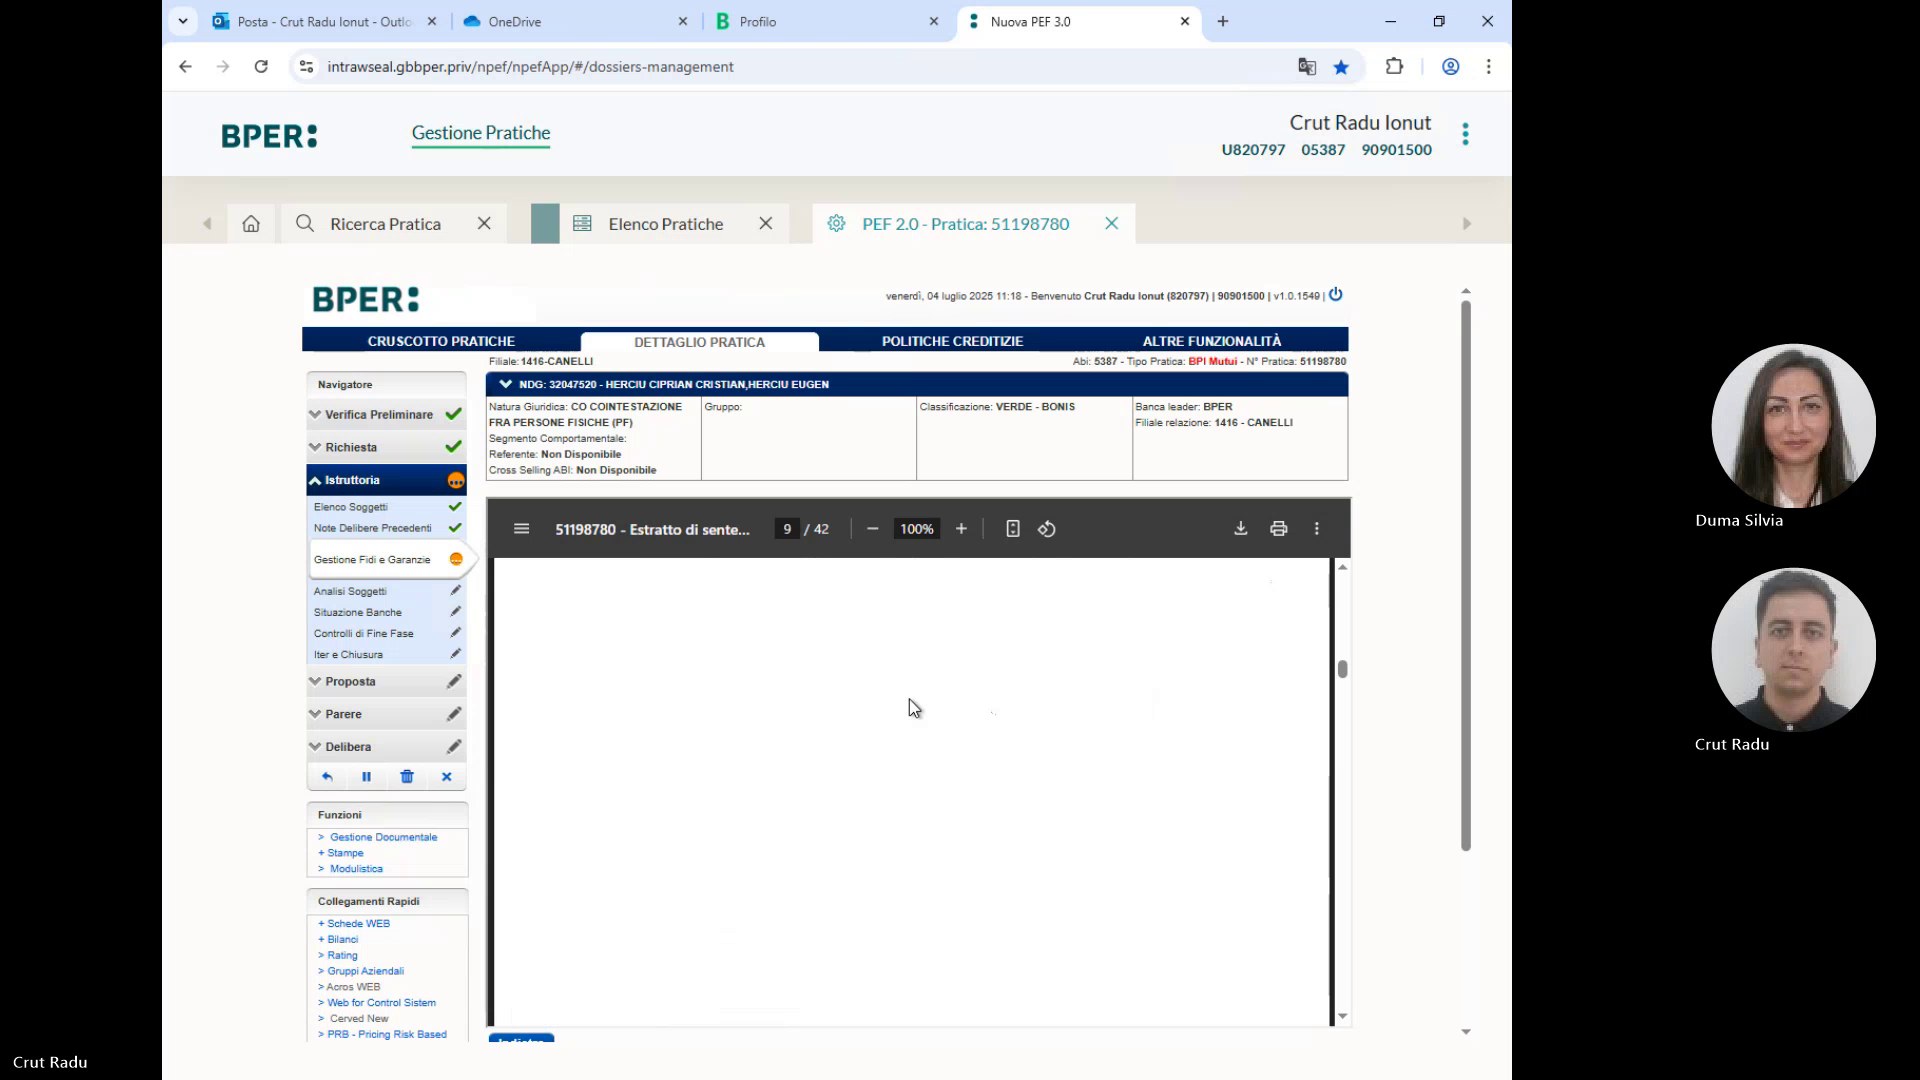 Posta - Crut Radu Ionut - Outlo
OneDrive
Profilo
Nuova PEF 3.0
intrawseal.gbbper.priv/npef/npefApp/#/dossiers-management
BPER:
Gestione Pratiche
Crut Radu Ionut
U820797 05387 90901500
Ricerca Pratica
Elenco Pratiche
PEF 2.0 - Pratica: 51198780
BPER:
venerdì, 04 luglio 2025 11:18 - Benvenuto Crut Radu Ionut (820797) | 90901500 | v1.0.1549 |
CRUSCOTTO PRATICHE
DETTAGLIO PRATICA
POLITICHE CREDITIZIE
ALTRE FUNZIONALITÀ
Filiale: 1416-CANELLI
Abi: 5387 - Tipo Pratica: BPI Mutui - N° Pratica: 51198780
Navigatore
Verifica Preliminare
Richiesta
Istruttoria
Elenco Soggetti
Note Delibere Precedenti
Gestione Fidi e Garanzie
Analisi Soggetti
Situazione Banche
Controlli di Fine Fase
Iter e Chiusura
Proposta
Parere
Delibera
Funzioni
> Gestione Documentale
+ Stampe
> Modulistica
Collegamenti Rapidi
+ Schede WEB
+ Bilanci
> Rating
> Gruppi Aziendali
> Acros WEB
> Web for Control Sistem
> Cerved New
> PRB - Pricing Risk Based
NDG: 32047520 - HERCIU CIPRIAN CRISTIAN,HERCIU EUGEN
Natura Giuridica: CO COINTESTAZIONE
FRA PERSONE FISICHE (PF)
Segmento Comportamentale:
Referente: Non Disponibile
Cross Selling ABI: Non Disponibile
Gruppo:
Classificazione: VERDE - BONIS
Banca leader: BPER
Filiale relazione: 1416 - CANELLI
51198780 - Estratto di sente...
9 / 42
100%
Indietro
Duma Silvia
Crut Radu
Crut Radu